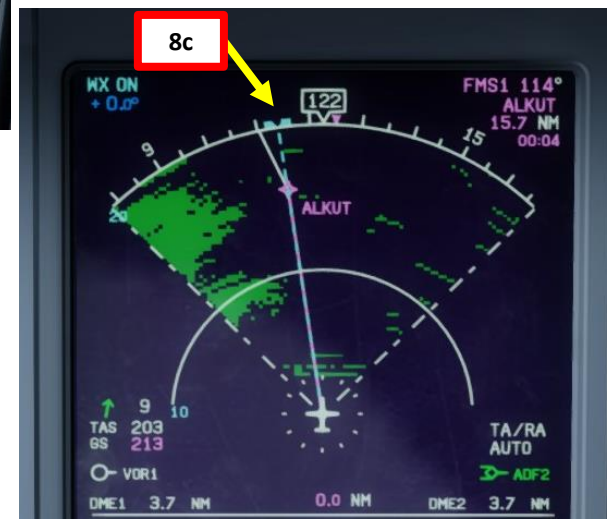 8c
WX ON
+ 0.0°
FMS1 114°
ALKUT
15.7 NM
00:04
122
9
15
20
ALKUT
10
9
TAS 203
GS 213
VOR1
DME1 3.7 NM
0.0 NM
TA/RA
AUTO
ADF2
DME2 3.7 NM